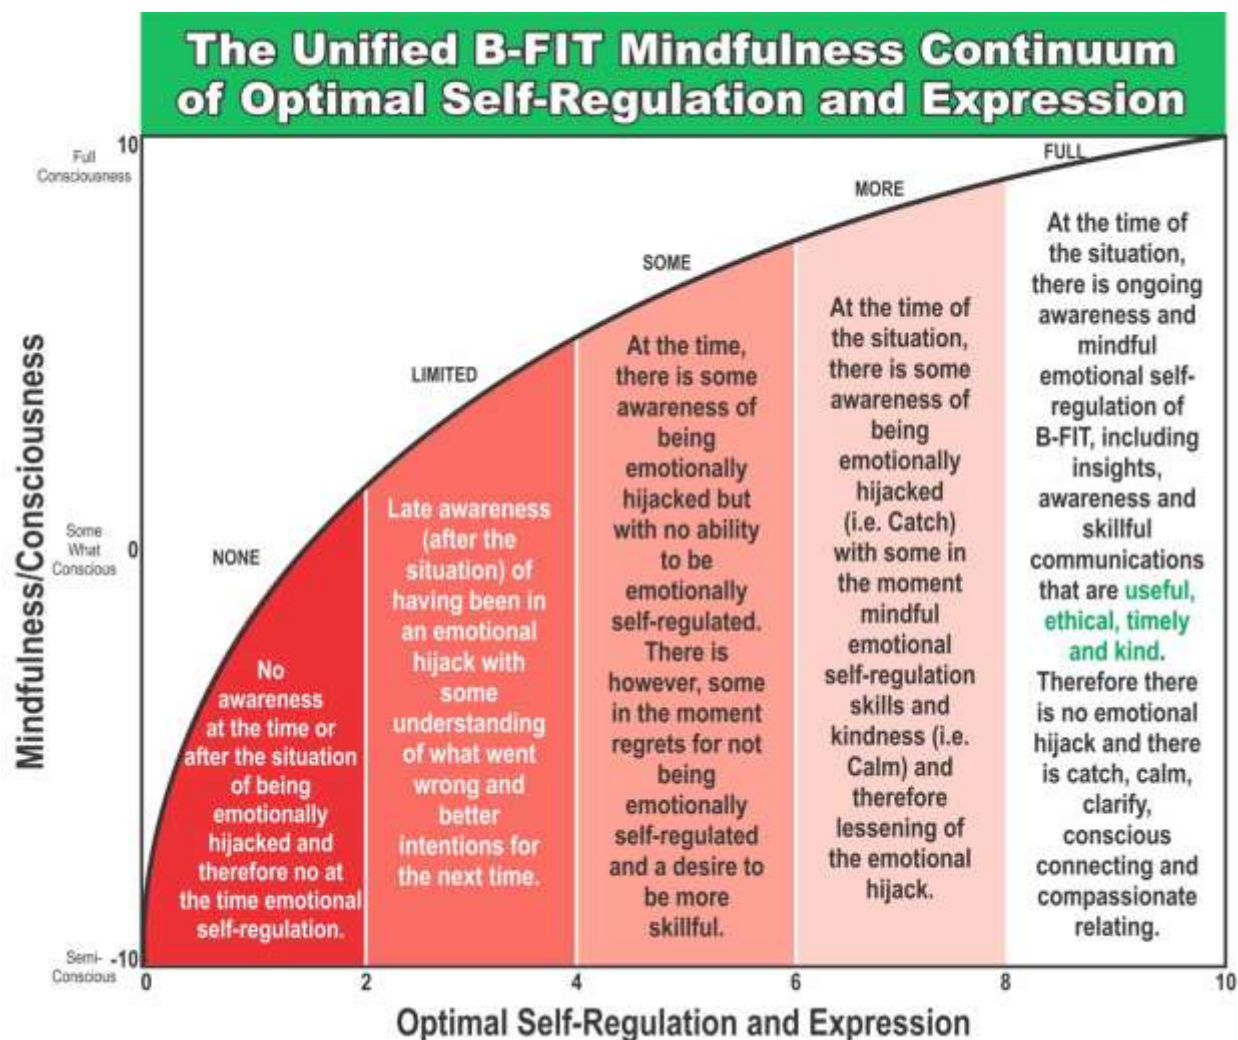 The Unified B-FIT Mindfulness Continuum
of Optimal Self-Regulation and Expression
10
Full
Consciousness
Mindfulness/Consciousness
Some
What
Conscious
0
Semi-
Conscious
-10
NONE
No
awareness
at the time or
after the situation
of being
emotionally
hijacked and
therefore no at
the time emotional
self-regulation.
LIMITED
Late awareness
(after the
situation) of
having been in
an emotional
hijack with
some
understanding
of what went
wrong and
better
intentions for
the next time.
SOME
At the time,
there is some
awareness of
being
emotionally
hijacked but
with no ability
to be
emotionally
self-regulated.
There is
however, some
in the moment
regrets for not
being
emotionally
self-regulated
and a desire to
be more
skillful.
MORE
At the time of
the situation,
there is some
awareness of
being
emotionally
hijacked
(i.e. Catch)
with some in
the moment
mindful
emotional
self-regulation
skills and
kindness (i.e.
Calm) and
therefore
lessening of
the emotional
hijack.
FULL
At the time of
the situation,
there is ongoing
awareness and
mindful
emotional self-
regulation of
B-FIT, including
insights,
awareness and
skillful
communications
that are useful,
ethical, timely
and kind.
Therefore there
is no emotional
hijack and there
is catch, calm,
clarify,
conscious
connecting and
compassionate
relating.
0 2 4 6 8 10
Optimal Self-Regulation and Expression